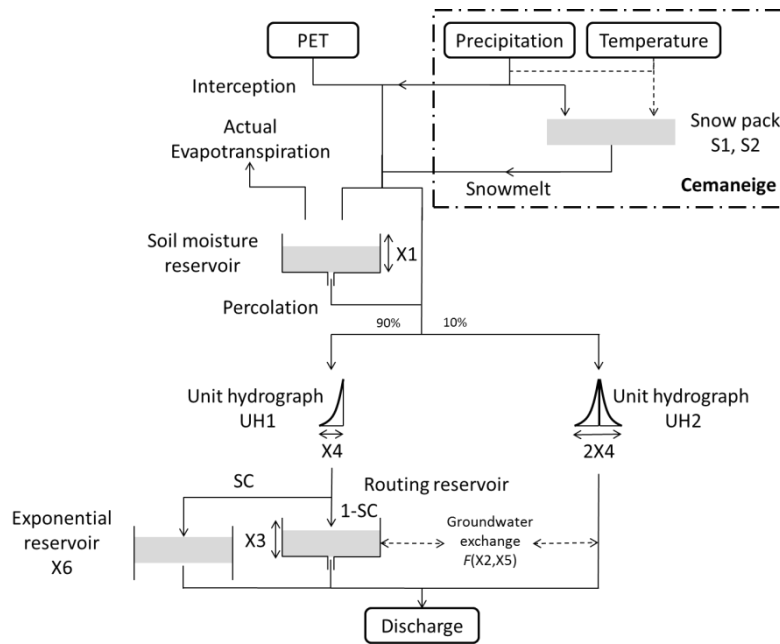 PET
Precipitation
Temperature
Interception
Actual
Evapotranspiration
Snow pack
S1, S2
Snowmelt
Cemaneige
Soil moisture
reservoir
X1
Percolation
90%
10%
Unit hydrograph
UH1
Unit hydrograph
UH2
X4
2X4
SC
Routing reservoir
1-SC
Exponential
reservoir
X6
X3
Groundwater
exchange
F(X2,X5)
Discharge